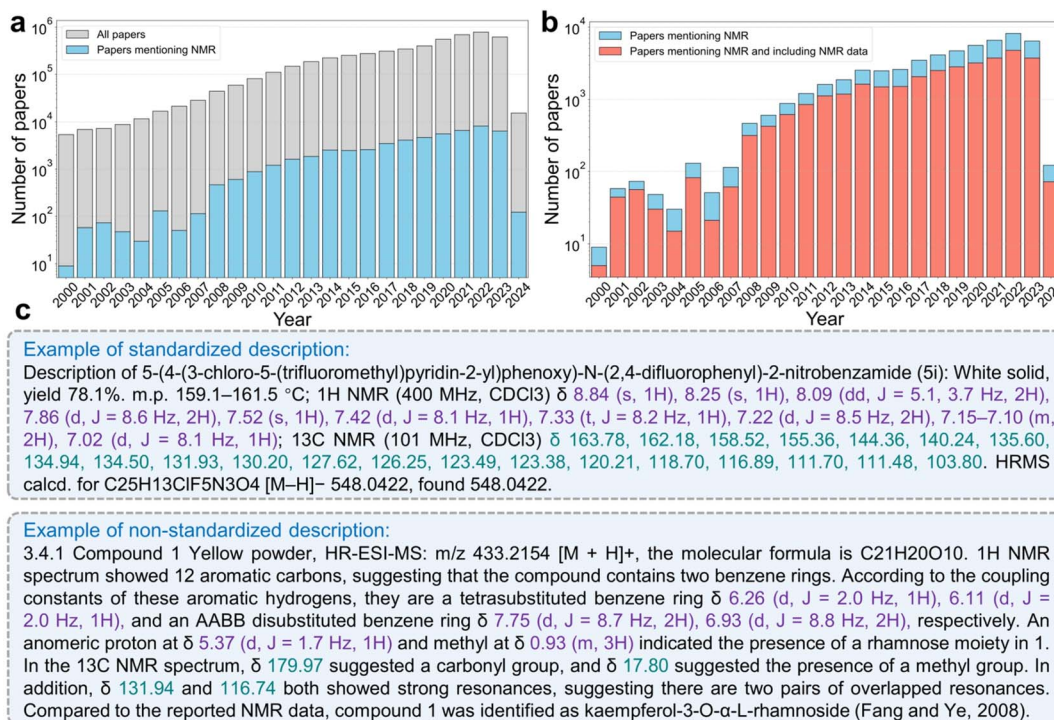 a
10^6
10^5
10^4
10^3
10^2
10^1
Number of papers
All papers
Papers mentioning NMR
2000 2001 2002 2003 2004 2005 2006 2007 2008 2009 2010 2011 2012 2013 2014 2015 2016 2017 2018 2019 2020 2021 2022 2023 2024
Year
b
10^4
10^3
10^2
10^1
Number of papers
Papers mentioning NMR
Papers mentioning NMR and including NMR data
2000 2001 2002 2003 2004 2005 2006 2007 2008 2009 2010 2011 2012 2013 2014 2015 2016 2017 2018 2019 2020 2021 2022 2023
Year
c
Example of standardized description:
Description of 5-(4-(3-chloro-5-(trifluoromethyl)pyridin-2-yl)phenoxy)-N-(2,4-difluorophenyl)-2-nitrobenzamide (5i): White solid,
yield 78.1%. m.p. 159.1–161.5 °C; 1H NMR (400 MHz, CDCl3) δ 8.84 (s, 1H), 8.25 (s, 1H), 8.09 (dd, J = 5.1, 3.7 Hz, 2H),
7.86 (d, J = 8.6 Hz, 2H), 7.52 (s, 1H), 7.42 (d, J = 8.1 Hz, 1H), 7.33 (t, J = 8.2 Hz, 1H), 7.22 (d, J = 8.5 Hz, 2H), 7.15–7.10 (m,
2H), 7.02 (d, J = 8.1 Hz, 1H); 13C NMR (101 MHz, CDCl3) δ 163.78, 162.18, 158.52, 155.36, 144.36, 140.24, 135.60,
134.94, 134.50, 131.93, 130.20, 127.62, 126.25, 123.49, 123.38, 120.21, 118.70, 116.89, 111.70, 111.48, 103.80. HRMS
calcd. for C25H13ClF5N3O4 [M–H]− 548.0422, found 548.0422.
Example of non-standardized description:
3.4.1 Compound 1 Yellow powder, HR-ESI-MS: m/z 433.2154 [M + H]+, the molecular formula is C21H20O10. 1H NMR
spectrum showed 12 aromatic carbons, suggesting that the compound contains two benzene rings. According to the coupling
constants of these aromatic hydrogens, they are a tetrasubstituted benzene ring δ 6.26 (d, J = 2.0 Hz, 1H), 6.11 (d, J =
2.0 Hz, 1H), and an AABB disubstituted benzene ring δ 7.75 (d, J = 8.7 Hz, 2H), 6.93 (d, J = 8.8 Hz, 2H), respectively. An
anomeric proton at δ 5.37 (d, J = 1.7 Hz, 1H) and methyl at δ 0.93 (m, 3H) indicated the presence of a rhamnose moiety in 1.
In the 13C NMR spectrum, δ 179.97 suggested a carbonyl group, and δ 17.80 suggested the presence of a methyl group. In
addition, δ 131.94 and 116.74 both showed strong resonances, suggesting there are two pairs of overlapped resonances.
Compared to the reported NMR data, compound 1 was identified as kaempferol-3-O-α-L-rhamnoside (Fang and Ye, 2008).